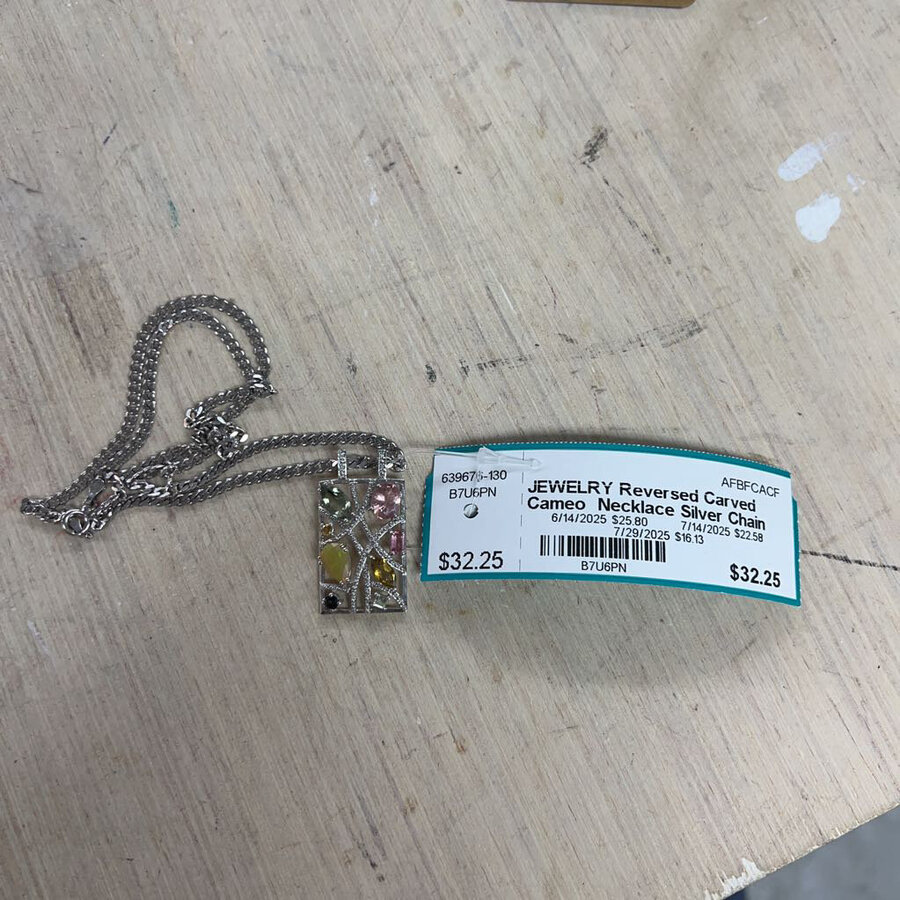 639676-130
B7U6PN
$32.25
AFBFCACF
JEWELRY Reversed Carved
Cameo Necklace Silver Chain
6/14/2025 $25.80 7/14/2025 $22.58
7/29/2025 $16.13
B7U6PN
$32.25